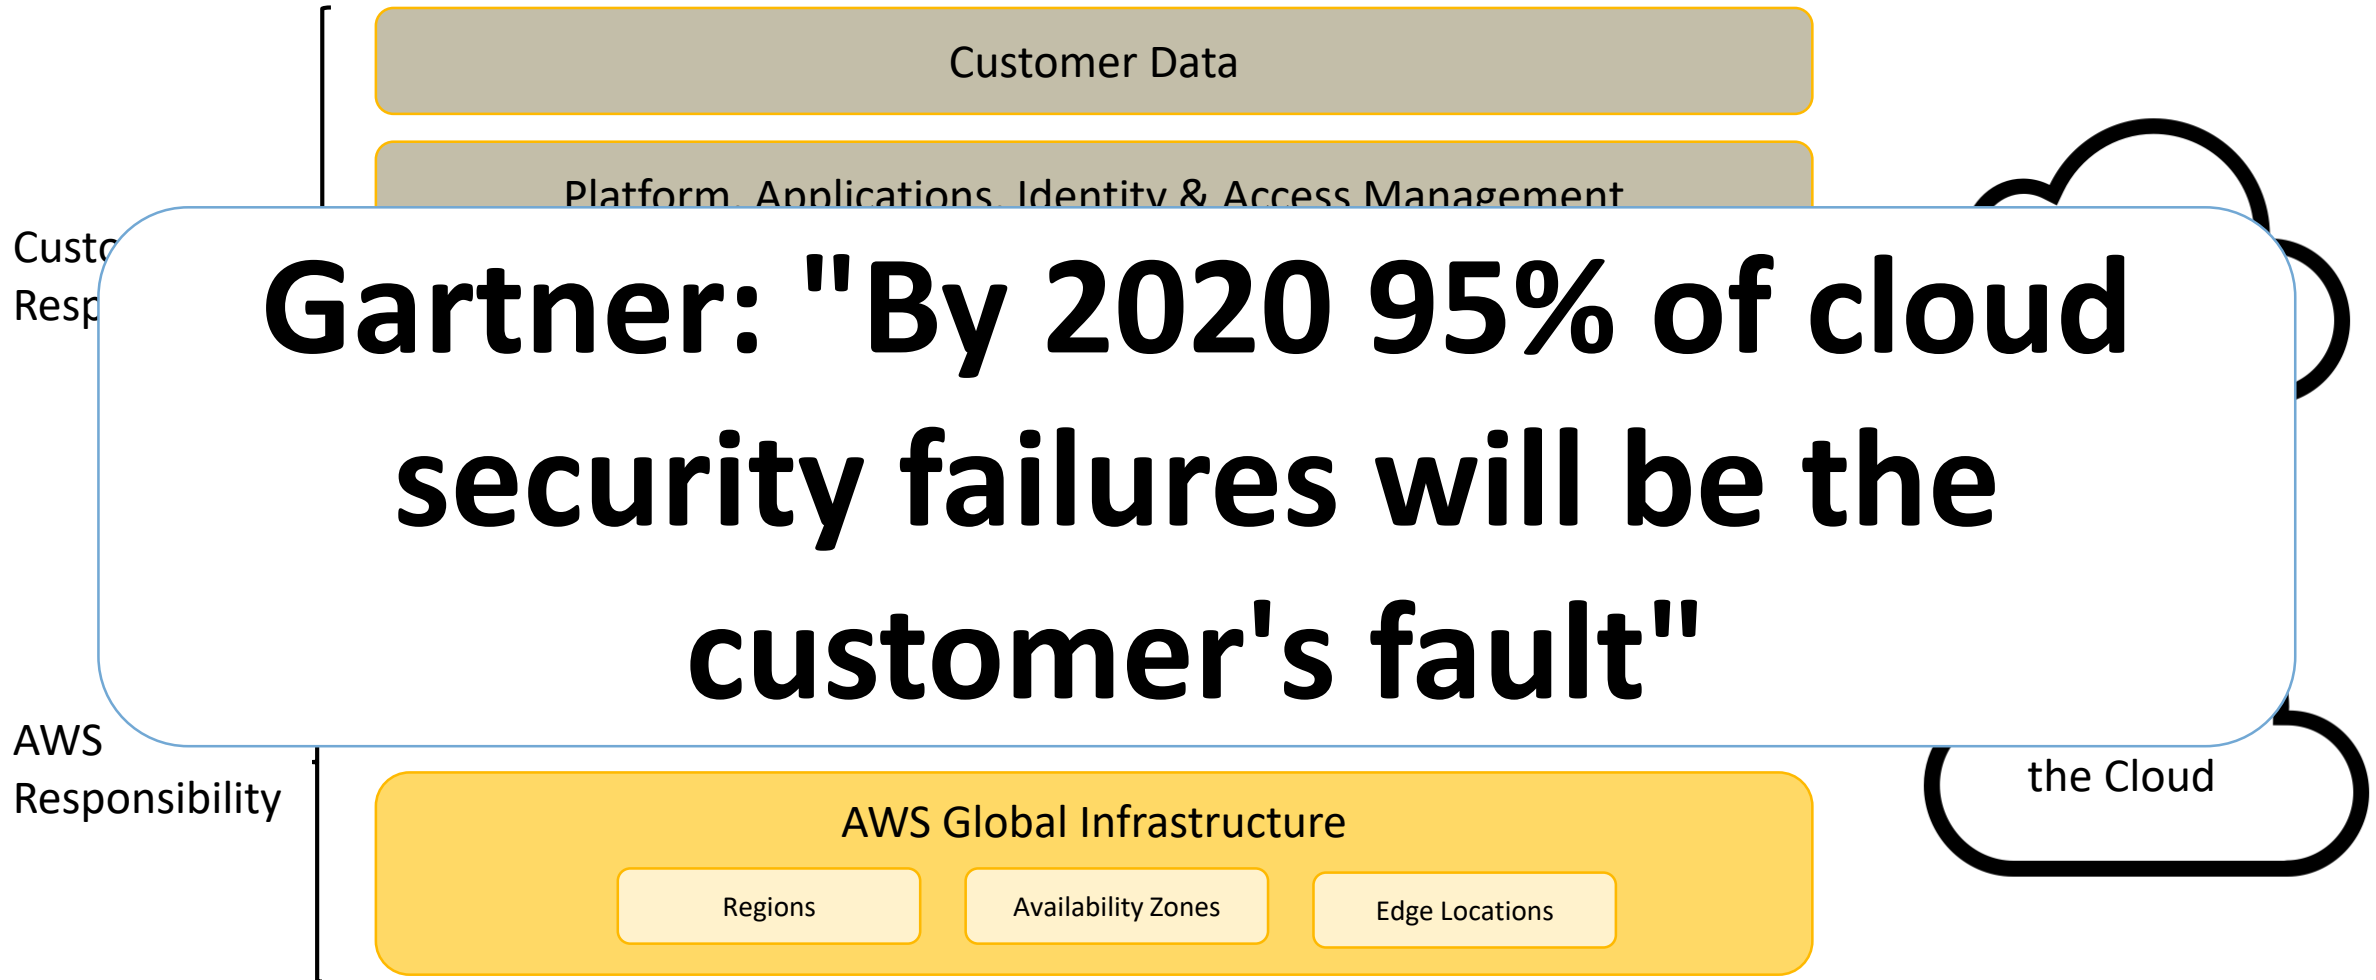 Customer Data
Platform, Applications, Identity & Access Management
Gartner: "By 2020 95% of cloud
security failures will be the
customer's fault"
AWS
Responsibility
the Cloud
AWS Global Infrastructure
Regions
Availability Zones
Edge Locations